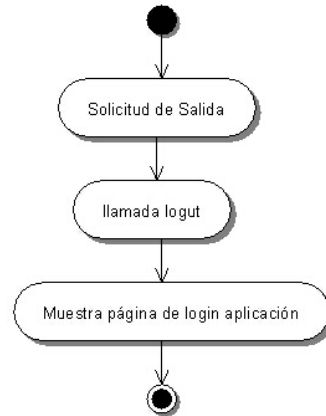 Solicitud de Salida
llamada logut
Muestra página de login aplicación